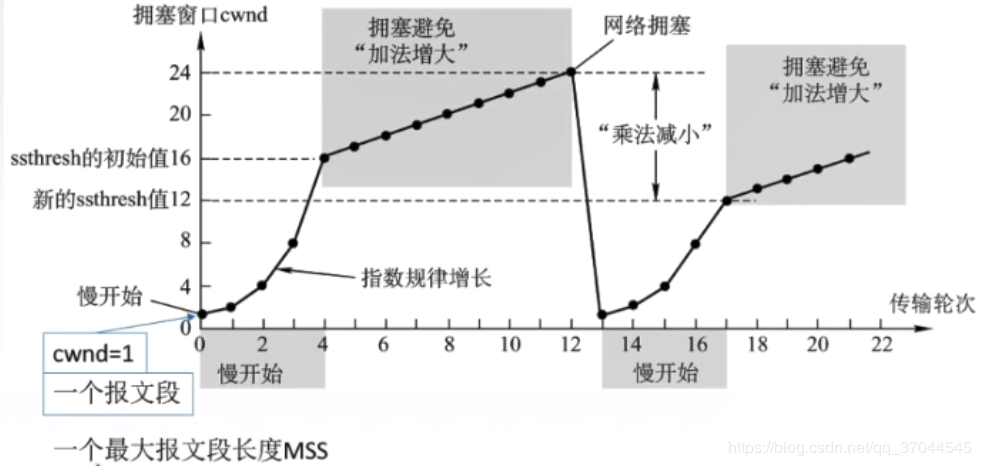 拥塞窗口cwnd
拥塞避免
“加法增大”
网络拥塞
拥塞避免
“加法增大”
24
20
“乘法减小”
ssthresh的初始值16
新的ssthresh值12
8
指数规律增长
4
慢开始
传输轮次
0
0 2 4 6 8 10 12 14 16 18 20 22
cwnd=1
慢开始
慢开始
一个报文段
一个最大报文段长度MSS
https://blog.csdn.net/qq_37044545